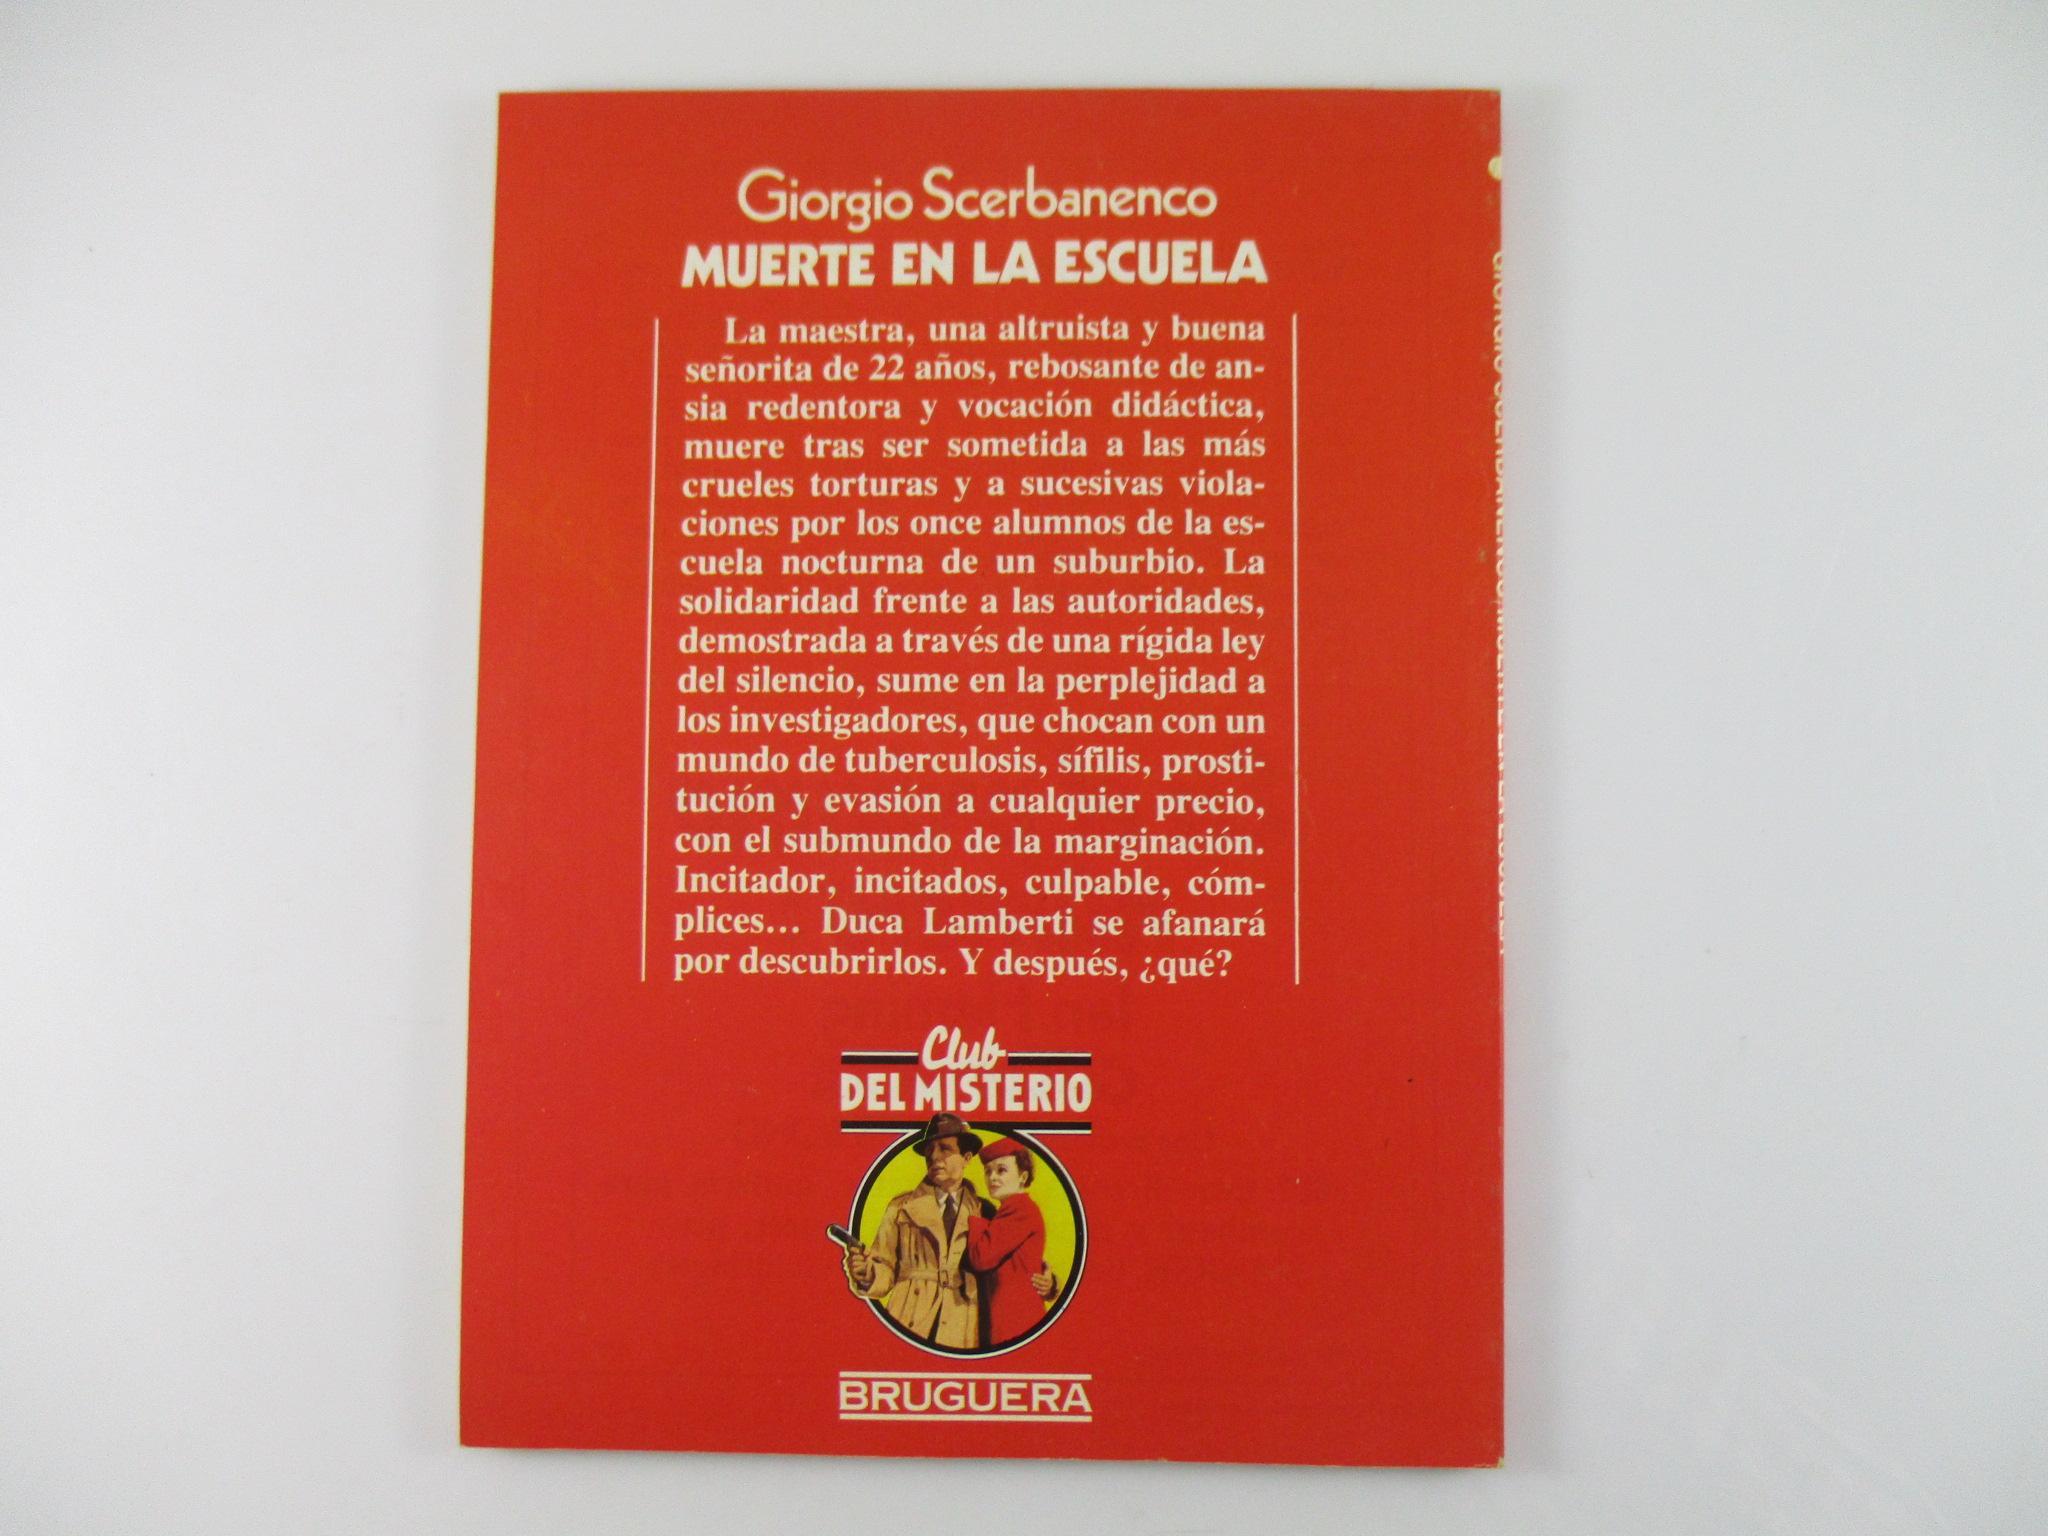 Giorgio Scerbanenco
MUERTE EN LA ESCUELA
La maestra, una altruista y buena
señorita de 22 años, rebosante de an-
sia redentora y vocación didáctica,
muere tras ser sometida a las más
crueles torturas y a sucesivas viola-
ciones por los once alumnos de la es-
cuela nocturna de un suburbio. La
solidaridad frente a las autoridades,
demostrada a través de una rígida ley
del silencio, sume en la perplejidad a
los investigadores, que chocan con un
mundo de tuberculosis, sífilis, prosti-
tución y evasión a cualquier precio,
con el submundo de la marginación.
Incitador, incitados, culpable, cóm-
plices... Duca Lamberti se afanará
por descubrirlos. Y después, ¿qué?
Club
DEL MISTERIO
BRUGUERA